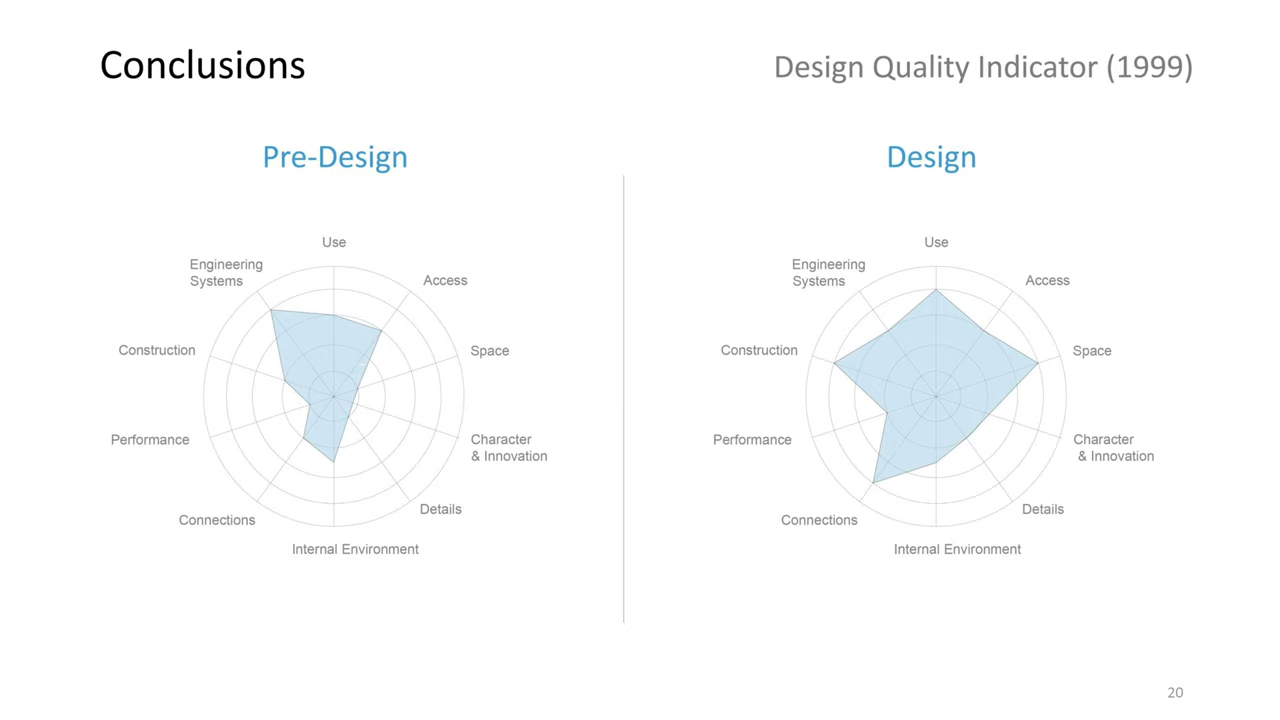 Conclusions
Design Quality Indicator (1999)
Pre-Design
Use
Engineering
Systems
Access
Construction
Space
Performance
Character
& Innovation
Connections
Details
Internal Environment
Design
Use
Engineering
Systems
Access
Construction
Space
Performance
Character
& Innovation
Connections
Details
Internal Environment
20